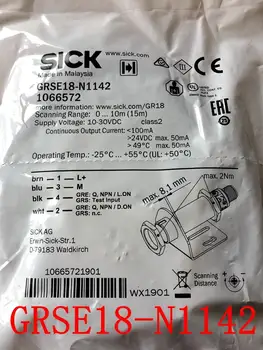 SICK
Made in Malaysia
GRSE18-N1142
1066572
more info: www.sick.com/GR18
Scanning Range: 0 ... 10m (15m)
Supply Voltage: 10-30VDC class2
Continuous Output Current: <100mA
>24VDC max. 50mA
> 49°C max. 50mA
Operating Temp.: -25°C ... +55°C (UL: +50°C)
max. 8,1 mm
max. 2Nm
brn 1 L+
blu 3 M
blk 4 GRE: Q, NPN / L.ON
GRS: Test Input
wht 2 GRE: Q, NPN / D.ON
GRS: n.c.
SICK AG
Erwin-Sick-Str.1
D-79183 Waldkirch
10665721901
WX1901
Scanning Distance
GRSE18-N1142